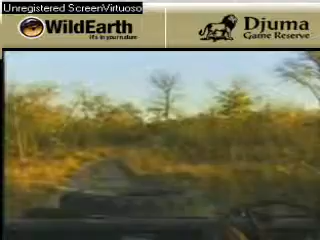 Unregistered ScreenVirtuoso
WildEarth
it's in your nature
Djuma
Game Reserve